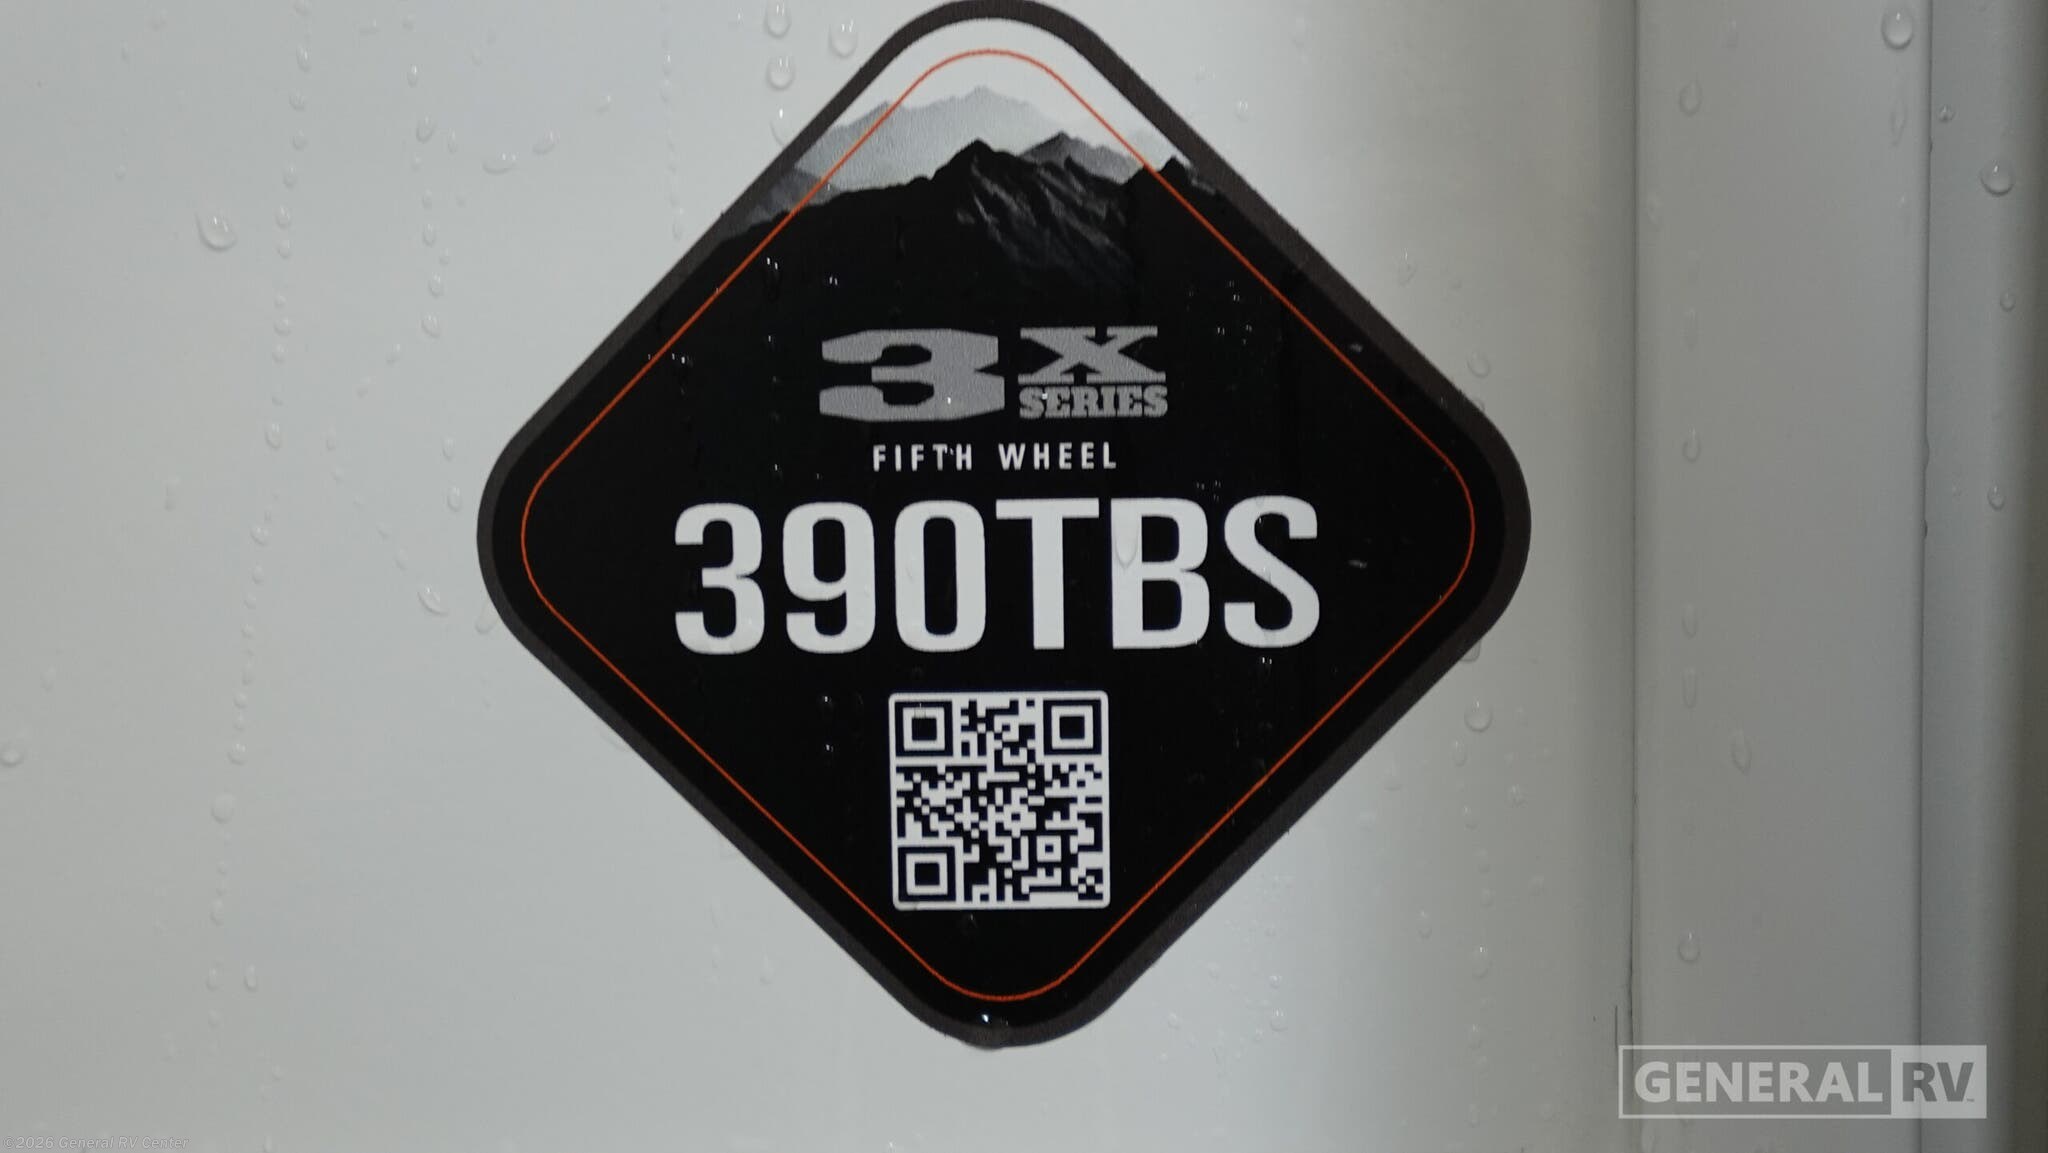 3X
SERIES
FIFTH WHEEL
390TBS
GENERAL RV
©2026 General RV Center